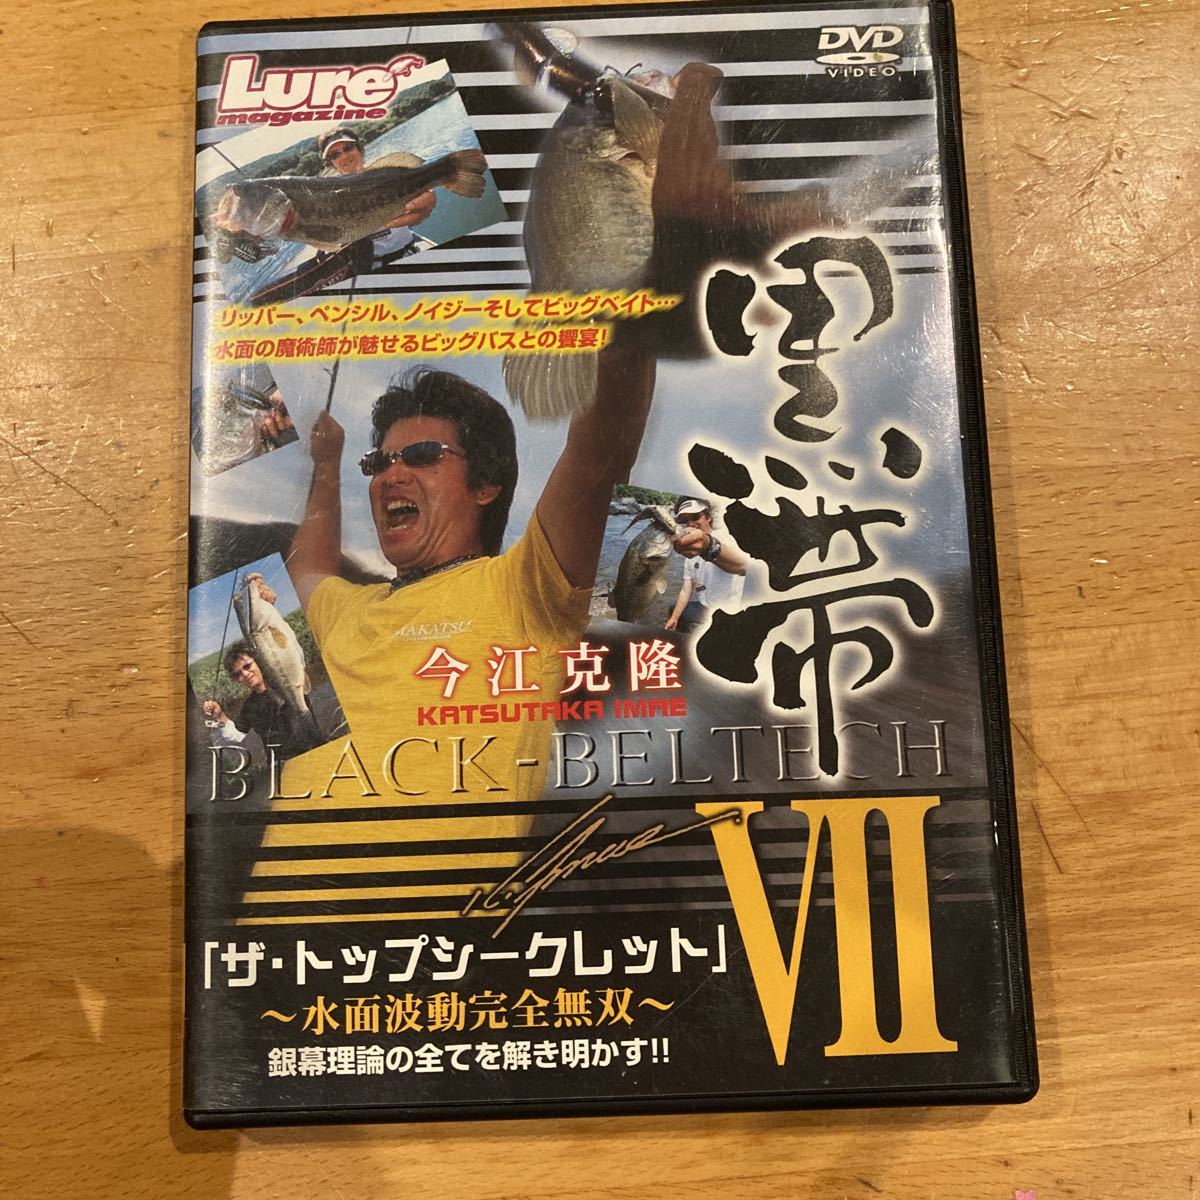 Lure
magazine
DVD
VIDEO
リッパー、ペンシル、ノイジーそしてビッグベイト…
水面の魔術師が魅せるビッグバスとの饗宴!
黒帯
IMAKATSU
今江克隆
KATSUTAKA IMAE
BLACK-BELTECH
VII
「ザ・トップシークレット」
～水面波動完全無双～
銀幕理論の全てを解き明かす!!